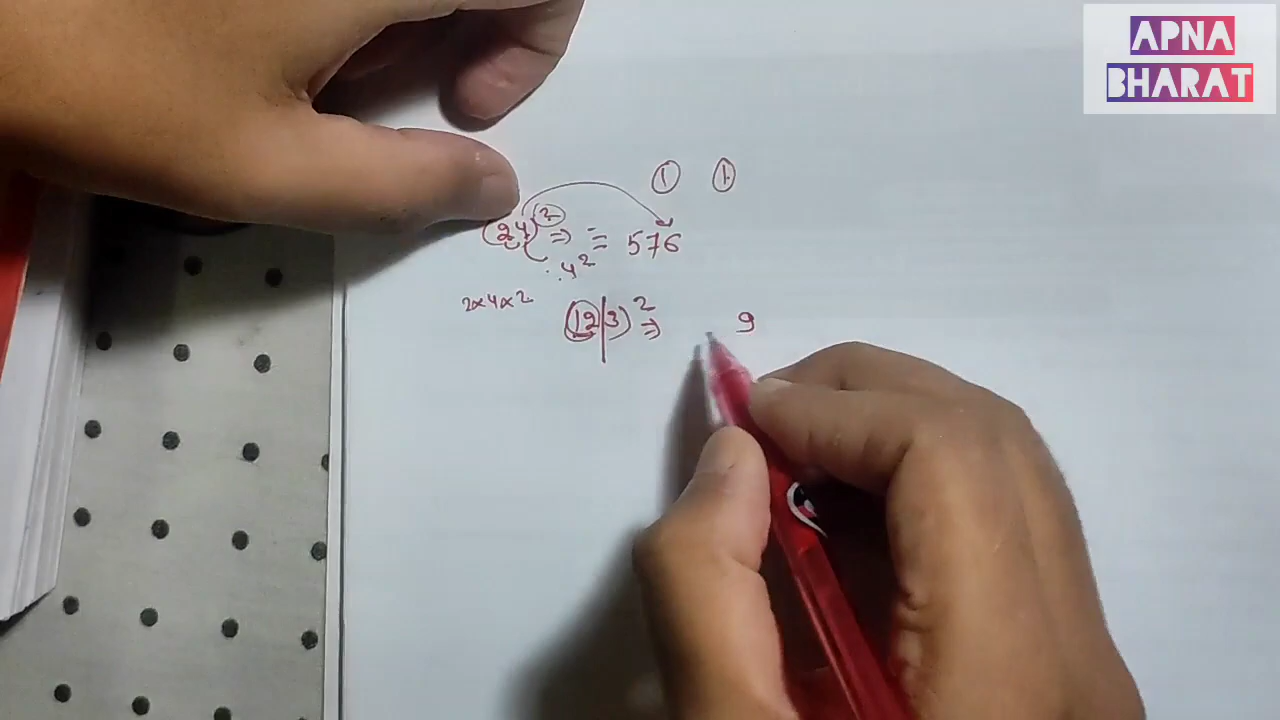 APNA
BHARAT
① ①
(24)² ⇒ = 576
4²
2×4×2
(12|3)² ⇒ 9